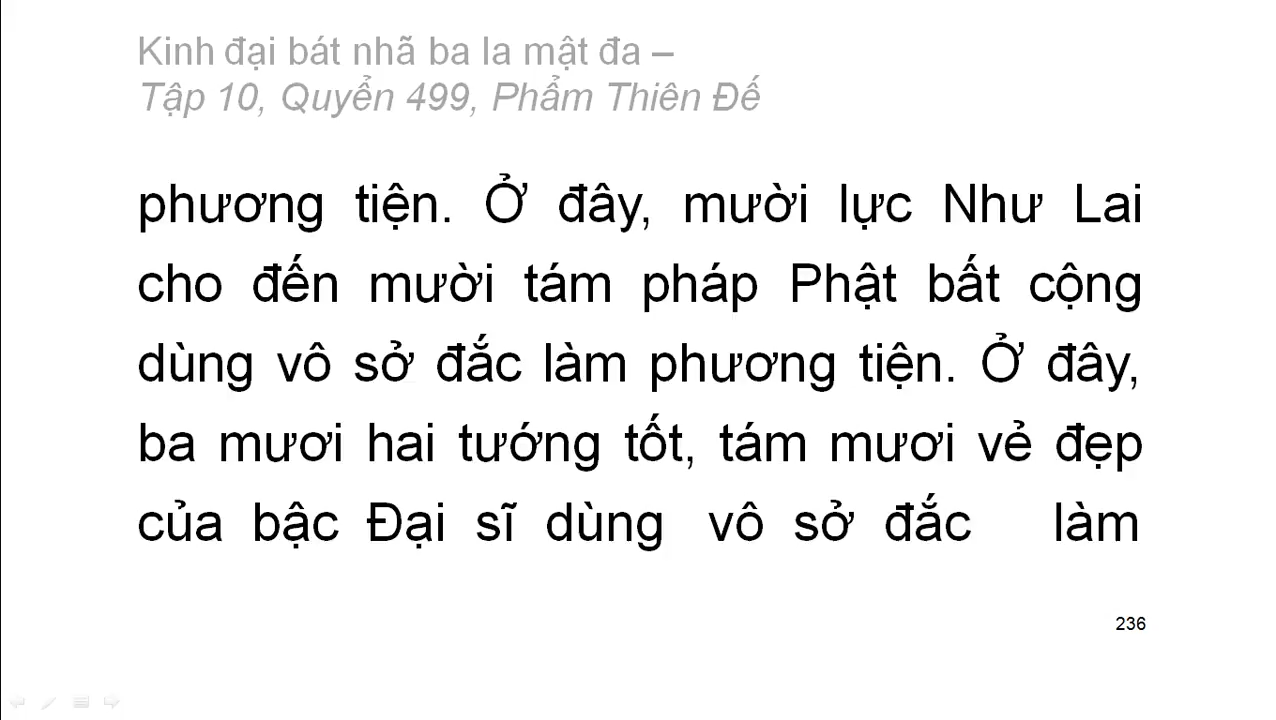 Kinh đại bát nhã ba la mật đa –
Tập 10, Quyển 499, Phẩm Thiên Đế
phương tiện. Ở đây, mười lực Như Lai
cho đến mười tám pháp Phật bất cộng
dùng vô sở đắc làm phương tiện. Ở đây,
ba mươi hai tướng tốt, tám mươi vẻ đẹp
của bậc Đại sĩ dùng vô sở đắc làm
236